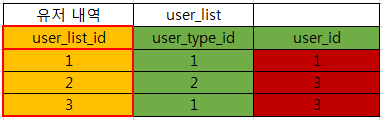 유저 내역 user_list
user_list_id user_type_id user_id
1 1 1
2 2 3
3 1 3